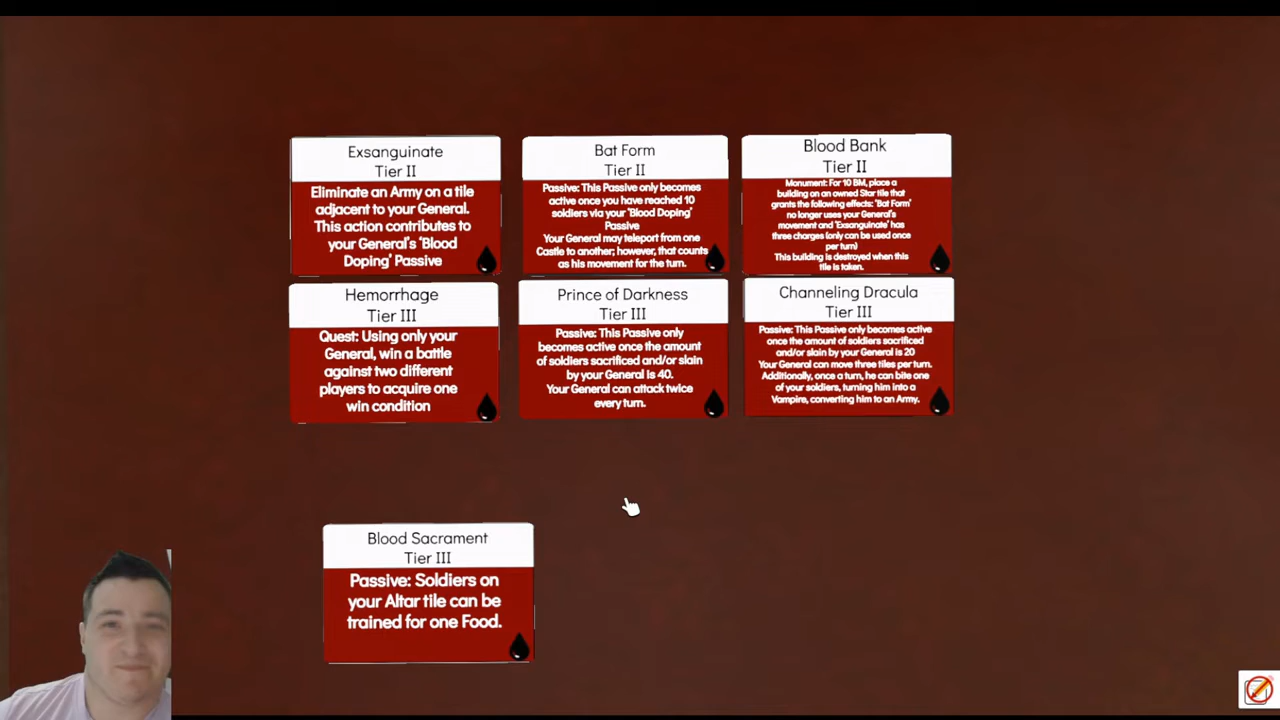 Exsanguinate
Tier II
Eliminate an Army on a tile
adjacent to your General.
This action contributes to
your General's 'Blood
Doping' Passive
Bat Form
Tier II
Passive: This Passive only becomes
active once you have reached 10
soldiers via your 'Blood Doping'
Passive
Your General may teleport from one
Castle to another; however, that counts
as his movement for the turn.
Blood Bank
Tier II
Monument: For 10 BM, place a
building on an owned Star tile that
grants the following effects: 'Bat Form'
no longer uses your General's
movement and 'Exsanguinate' has
three charges (only can be used once
per turn)
This building is destroyed when this
tile is taken.
Hemorrhage
Tier III
Quest: Using only your
General, win a battle
against two different
players to acquire one
win condition
Prince of Darkness
Tier III
Passive: This Passive only
becomes active once the amount
of soldiers sacrificed and/or slain
by your General is 40.
Your General can attack twice
every turn.
Channeling Dracula
Tier III
Passive: This Passive only becomes active
once the amount of soldiers sacrificed
and/or slain by your General is 20
Your General can move three tiles per turn.
Additionally, once a turn, he can bite one
of your soldiers, turning him into a
Vampire, converting him to an Army.
Blood Sacrament
Tier III
Passive: Soldiers on
your Altar tile can be
trained for one Food.